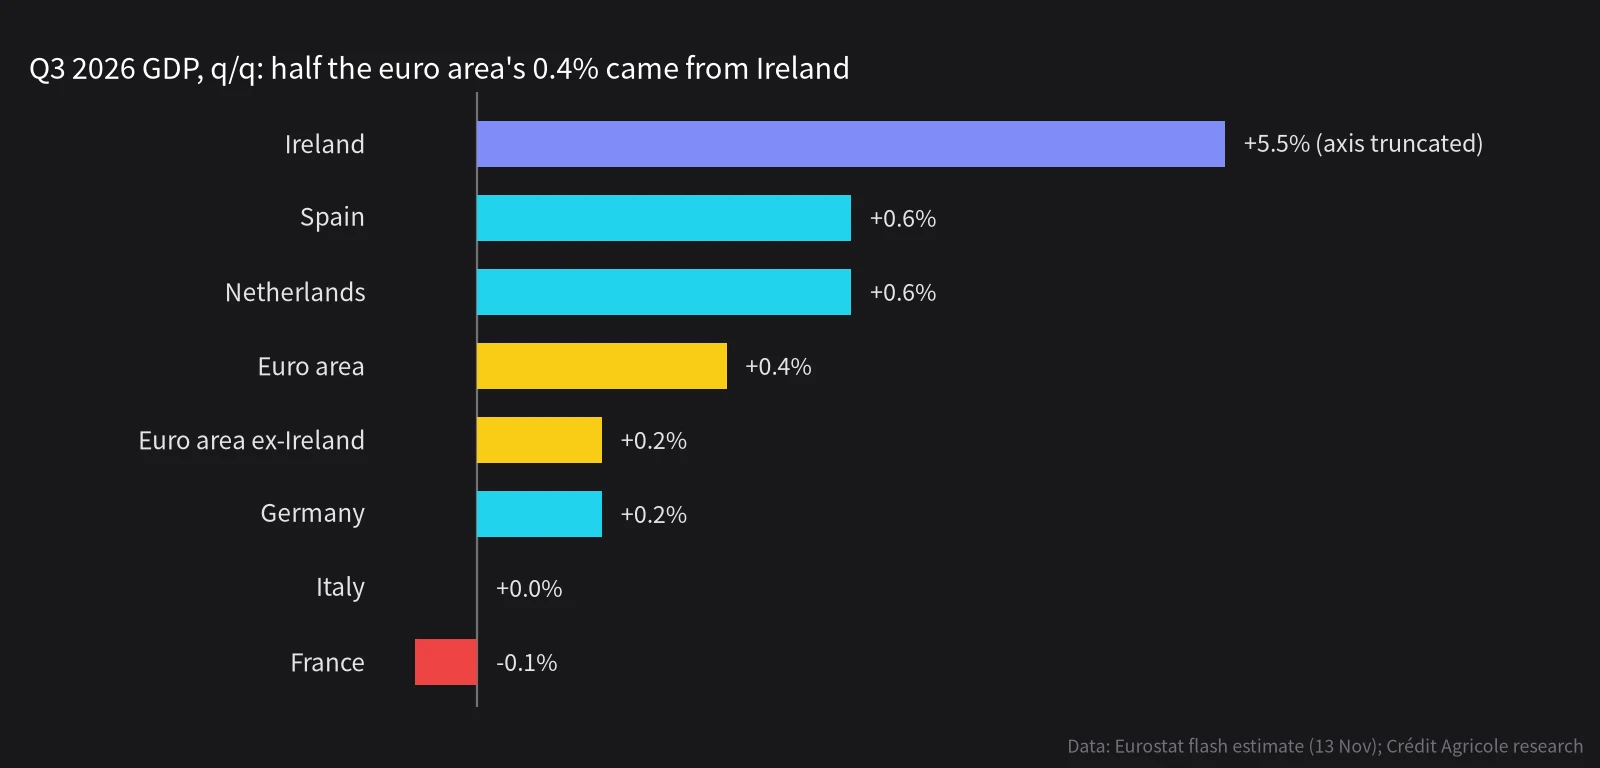 Q3 2026 GDP, q/q: half the euro area's 0.4% came from Ireland
Ireland +5.5% (axis truncated)
Spain +0.6%
Netherlands +0.6%
Euro area +0.4%
Euro area ex-Ireland +0.2%
Germany +0.2%
Italy +0.0%
France -0.1%
Data: Eurostat flash estimate (13 Nov); Crédit Agricole research